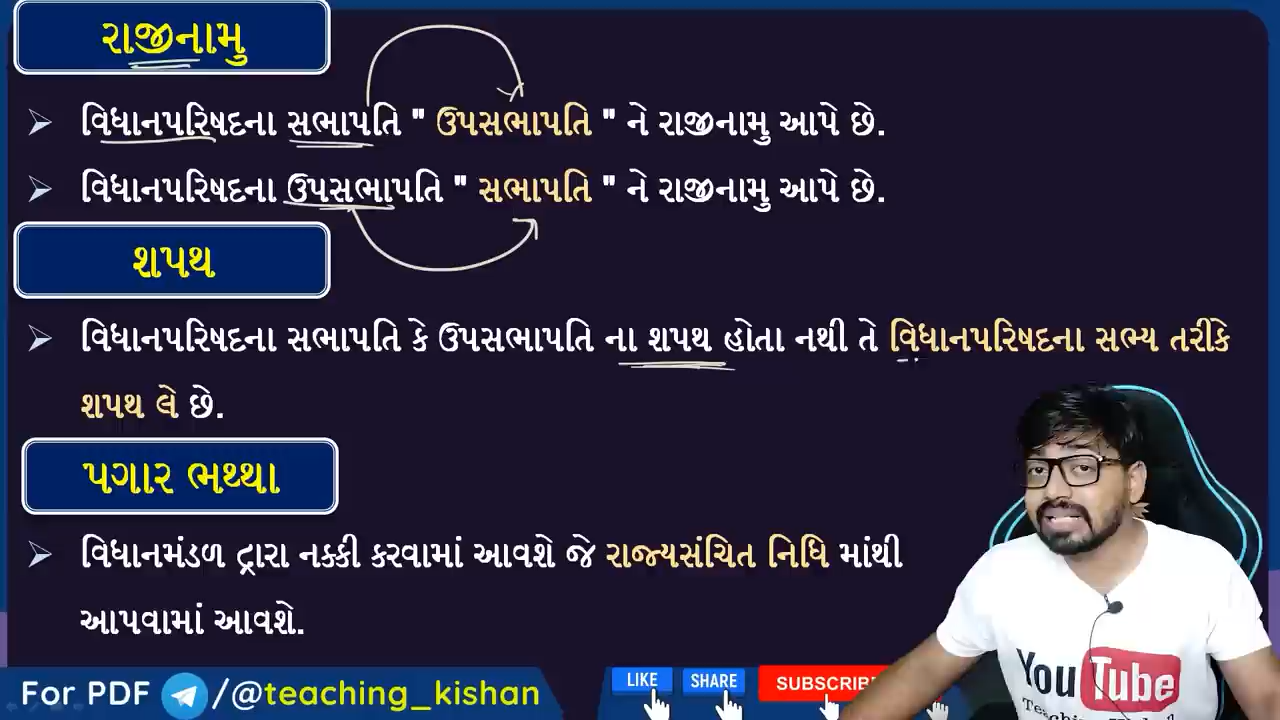 રાજીનામુ
➤ વિધાનપરિષદના સભાપતિ " ઉપસભાપતિ " ને રાજીનામુ આપે છે.
➤ વિધાનપરિષદના ઉપસભાપતિ " સભાપતિ " ને રાજીનામુ આપે છે.
શપથ
➤ વિધાનપરિષદના સભાપતિ કે ઉપસભાપતિ ના શપથ હોતા નથી તે વિધાનપરિષદના સભ્ય તરીકે
શપથ લે છે.
પગાર ભથ્થા
➤ વિધાનમંડળ દ્રારા નક્કી કરવામાં આવશે જે રાજ્યસંચિત નિધિ માંથી
આપવામાં આવશે.
You Tube
For PDF /@teaching_kishan
LIKE SHARE